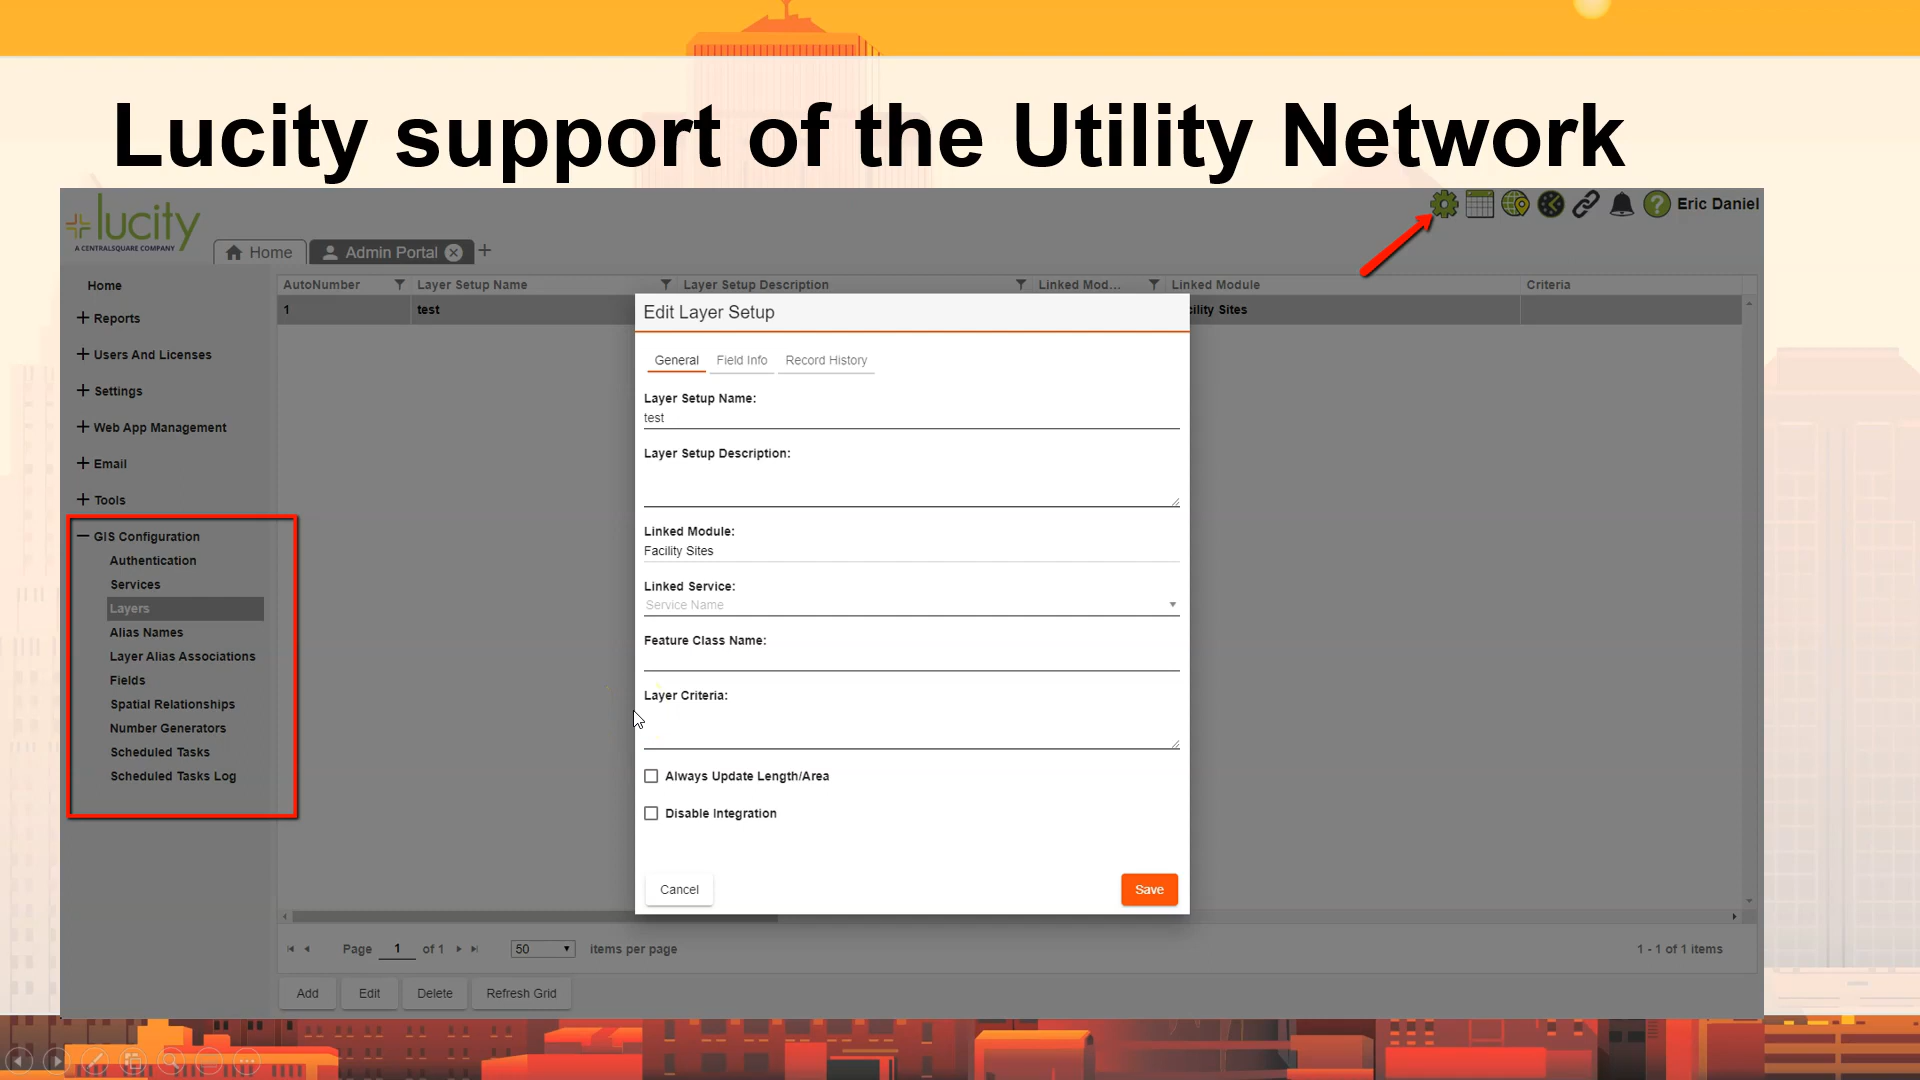 Lucity support of the Utility Network
lucity
A CENTRALSQUARE COMPANY
Eric Daniel
Home
Admin Portal
Home
Reports
Users And Licenses
Settings
Web App Management
Email
Tools
GIS Configuration
Authentication
Services
Layers
Alias Names
Layer Alias Associations
Fields
Spatial Relationships
Number Generators
Scheduled Tasks
Scheduled Tasks Log
AutoNumber Layer Setup Name Layer Setup Description Linked Mod... Linked Module Criteria
1 test cility Sites
Edit Layer Setup
General Field Info Record History
Layer Setup Name:
test
Layer Setup Description:
Linked Module:
Facility Sites
Linked Service:
Service Name
Feature Class Name:
Layer Criteria:
Always Update Length/Area
Disable Integration
Cancel Save
Page 1 of 1 50 items per page 1 - 1 of 1 items
Add Edit Delete Refresh Grid